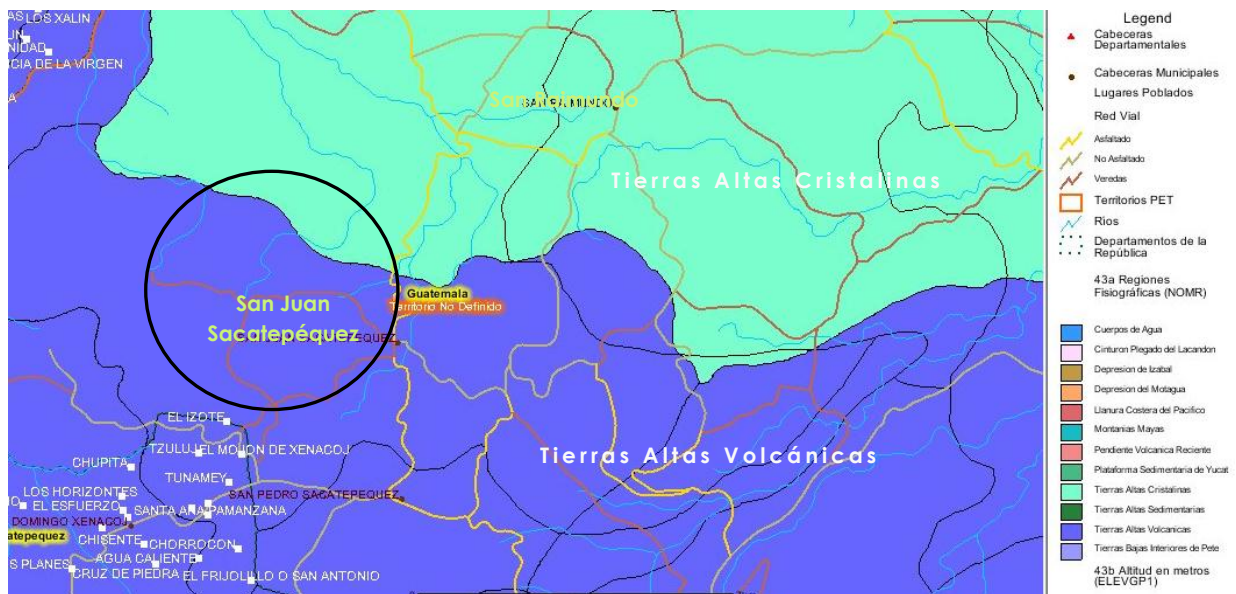 LOS XALIN
NIDAD
CIA DE LA VIRGEN
San Raimundo
Tierras Altas Cristalinas
Guatemala
Territorio No Definido
San Juan
Sacatepéquez
EQUEZ
EL IZOTE
TZULUJ
EL MOJON DE XENACOJ
CHUPITA
TUNAMEY
Tierras Altas Volcánicas
LOS HORIZONTES
SAN PEDRO SACATEPEQUEZ
EL ESFUERZO
SANTA ANA
PAMANZANA
DOMINGO XENACOJ
atepequez
CHISENTE
CHORROCON
AGUA CALIENTE
S PLANES
CRUZ DE PIEDRA
EL FRIJOLILLO O SAN ANTONIO
Legend
Cabeceras
Departamentales
Cabeceras Municipales
Lugares Poblados
Red Vial
Asfaltado
No Asfaltado
Veredas
Territorios PET
Rios
Departamentos de la
República
43a Regiones
Fisiográficas (NOMR)
Cuerpos de Agua
Cinturon Plegado del Lacandon
Depresion de Izabal
Depresion del Motagua
Llanura Costera del Pacifico
Montanias Mayas
Pendiente Volcanica Reciente
Plataforma Sedimentaria de Yucat
Tierras Altas Cristalinas
Tierras Altas Sedimentarias
Tierras Altas Volcanicas
Tierras Bajas Interiores de Pete
43b Altitud en metros
(ELEVGP1)